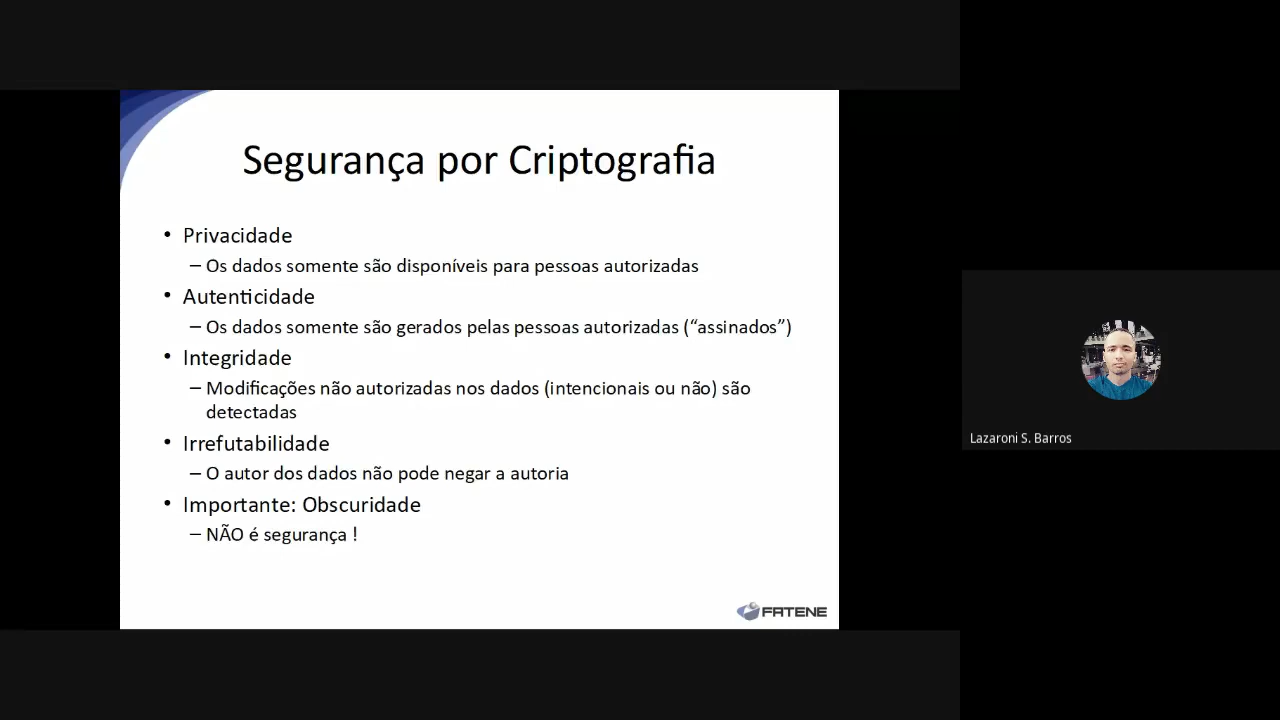 Segurança por Criptografia
• Privacidade
– Os dados somente são disponíveis para pessoas autorizadas
• Autenticidade
– Os dados somente são gerados pelas pessoas autorizadas (“assinados”)
• Integridade
– Modificações não autorizadas nos dados (intencionais ou não) são
detectadas
• Irrefutabilidade
– O autor dos dados não pode negar a autoria
• Importante: Obscuridade
– NÃO é segurança !
FATENE
Lazaroni S. Barros